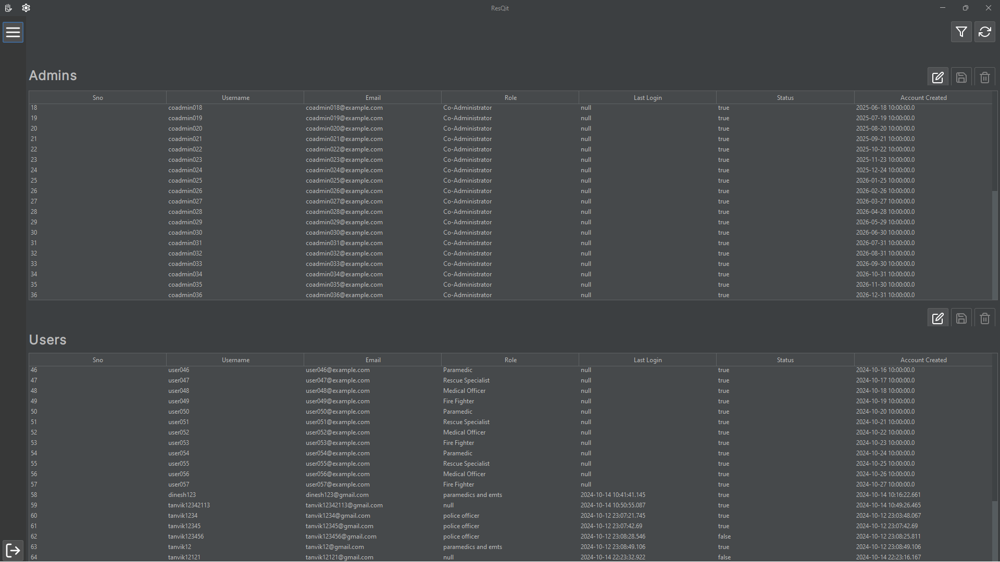 ResQit
Admins
Sno Username Email Role Last Login Status Account Created
18 coadmin018 coadmin018@example.com Co-Administrator null true 2025-06-18 10:00:00.0
19 coadmin019 coadmin019@example.com Co-Administrator null true 2025-07-19 10:00:00.0
20 coadmin020 coadmin020@example.com Co-Administrator null true 2025-08-20 10:00:00.0
21 coadmin021 coadmin021@example.com Co-Administrator null true 2025-09-21 10:00:00.0
22 coadmin022 coadmin022@example.com Co-Administrator null true 2025-10-22 10:00:00.0
23 coadmin023 coadmin023@example.com Co-Administrator null true 2025-11-23 10:00:00.0
24 coadmin024 coadmin024@example.com Co-Administrator null true 2025-12-24 10:00:00.0
25 coadmin025 coadmin025@example.com Co-Administrator null true 2026-01-25 10:00:00.0
26 coadmin026 coadmin026@example.com Co-Administrator null true 2026-02-26 10:00:00.0
27 coadmin027 coadmin027@example.com Co-Administrator null true 2026-03-27 10:00:00.0
28 coadmin028 coadmin028@example.com Co-Administrator null true 2026-04-28 10:00:00.0
29 coadmin029 coadmin029@example.com Co-Administrator null true 2026-05-29 10:00:00.0
30 coadmin030 coadmin030@example.com Co-Administrator null true 2026-06-30 10:00:00.0
31 coadmin031 coadmin031@example.com Co-Administrator null true 2026-07-31 10:00:00.0
32 coadmin032 coadmin032@example.com Co-Administrator null true 2026-08-31 10:00:00.0
33 coadmin033 coadmin033@example.com Co-Administrator null true 2026-09-30 10:00:00.0
34 coadmin034 coadmin034@example.com Co-Administrator null true 2026-10-31 10:00:00.0
35 coadmin035 coadmin035@example.com Co-Administrator null true 2026-11-30 10:00:00.0
36 coadmin036 coadmin036@example.com Co-Administrator null true 2026-12-31 10:00:00.0
Users
Sno Username Email Role Last Login Status Account Created
46 user046 user046@example.com Paramedic null true 2024-10-16 10:00:00.0
47 user047 user047@example.com Rescue Specialist null true 2024-10-17 10:00:00.0
48 user048 user048@example.com Medical Officer null true 2024-10-18 10:00:00.0
49 user049 user049@example.com Fire Fighter null true 2024-10-19 10:00:00.0
50 user050 user050@example.com Paramedic null true 2024-10-20 10:00:00.0
51 user051 user051@example.com Rescue Specialist null true 2024-10-21 10:00:00.0
52 user052 user052@example.com Medical Officer null true 2024-10-22 10:00:00.0
53 user053 user053@example.com Fire Fighter null true 2024-10-23 10:00:00.0
54 user054 user054@example.com Paramedic null true 2024-10-24 10:00:00.0
55 user055 user055@example.com Rescue Specialist null true 2024-10-25 10:00:00.0
56 user056 user056@example.com Medical Officer null true 2024-10-26 10:00:00.0
57 user057 user057@example.com Fire Fighter null true 2024-10-27 10:00:00.0
58 dinesh123 dinesh123@gmail.com paramedics and emts 2024-10-14 10:41:41.145 true 2024-10-14 10:16:22.661
59 tanvik12342113 tanvik12342113@gmail.com null 2024-10-14 10:50:55.087 true 2024-10-14 10:49:26.465
60 tanvik1234 tanvik1234@gmail.com police officer 2024-10-12 23:07:21.745 true 2024-10-12 23:03:48.067
61 tanvik12345 tanvik12345@gmail.com police officer 2024-10-12 23:07:42.69 true 2024-10-12 23:07:42.69
62 tanvik123456 tanvik123456@gmail.com police officer 2024-10-12 23:08:28.546 false 2024-10-12 23:08:25.811
63 tanvik12 tanvik12@gmail.com paramedics and emts 2024-10-12 23:08:49.106 true 2024-10-12 23:08:49.106
64 tanvik12121 tanvik12121@gmail.com null 2024-10-14 22:23:32.922 false 2024-10-14 22:23:16.167